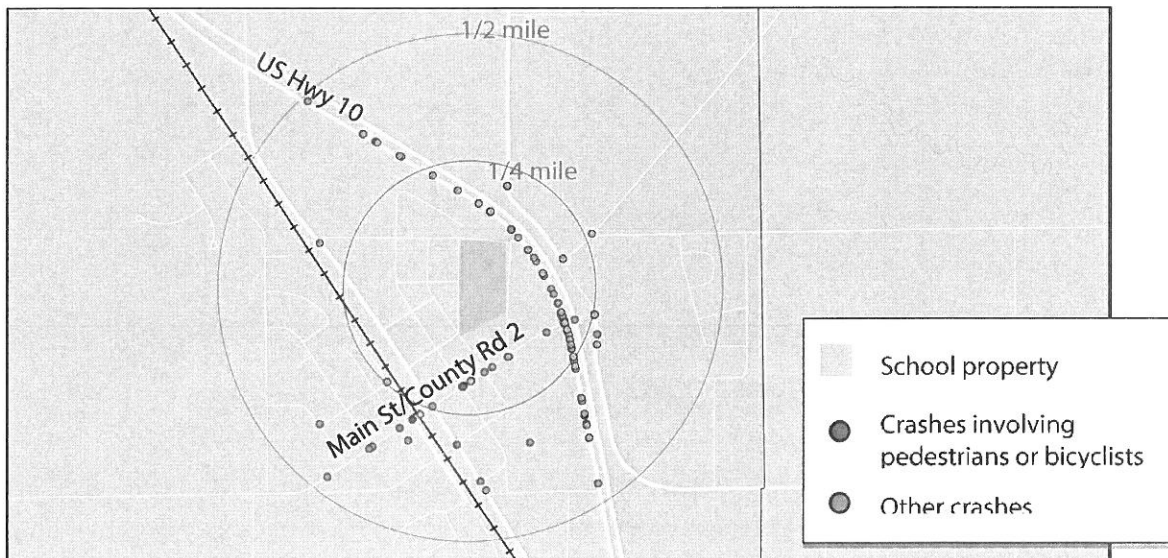 1/2 mile
US Hwy 10
1/4 mile
Main St/County Rd 2
School property
Crashes involving
pedestrians or bicyclists
Other crashes